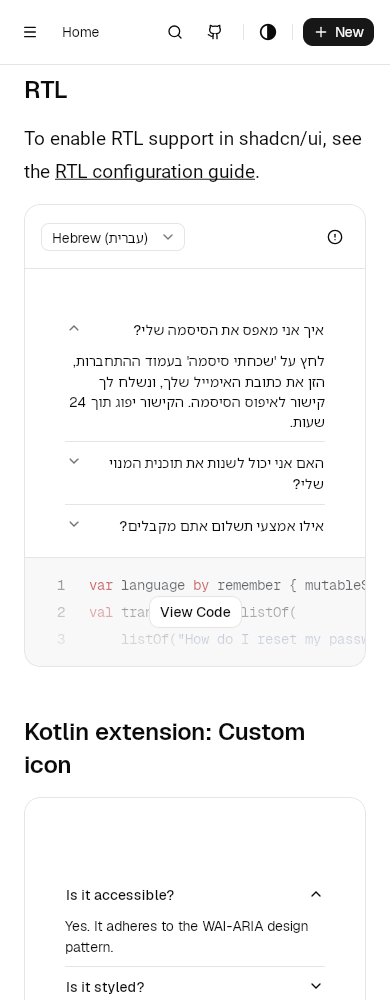 Home
New
RTL
To enable RTL support in shadcn/ui, see
the RTL configuration guide.
Hebrew (עברית)
איך אני מאפס את הסיסמה שלי?
לחץ על 'שכחתי סיסמה' בעמוד ההתחברות,
הזן את כתובת האימייל שלך, ונשלח לך
קישור לאיפוס הסיסמה. הקישור יפוג תוך 24
שעות.
האם אני יכול לשנות את תוכנית המנוי
שלי?
אילו אמצעי תשלום אתם מקבלים?
1 var language by remember { mutableS
2 val tran
View Code
listOf(
3 listOf("How do I reset my passw
Kotlin extension: Custom
icon
Is it accessible?
Yes. It adheres to the WAI-ARIA design
pattern.
Is it styled?